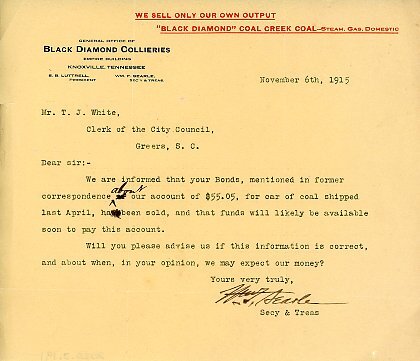 WE SELL ONLY OUR OWN OUTPUT
"BLACK DIAMOND" COAL CREEK COAL—STEAM, GAS, DOMESTIC
GENERAL OFFICE OF
BLACK DIAMOND COLLIERIES
EMPIRE BUILDING
KNOXVILLE, TENNESSEE
E. B. LUTTRELL, WM. F. SEARLE,
PRESIDENT SECY & TREAS.
November 6th, 1915
Mr. T. J. White,
Clerk of the City Council,
Greers, S. C.
Dear sir:-
We are informed that your Bonds, mentioned in former
correspondence about our account of $55.05, for car of coal shipped
last April, been sold, and that funds will likely be available
soon to pay this account.
Will you please advise us if this information is correct,
and about when, in your opinion, we may expect our money?
Yours very truly,
Wm F. Searle
Secy & Treas